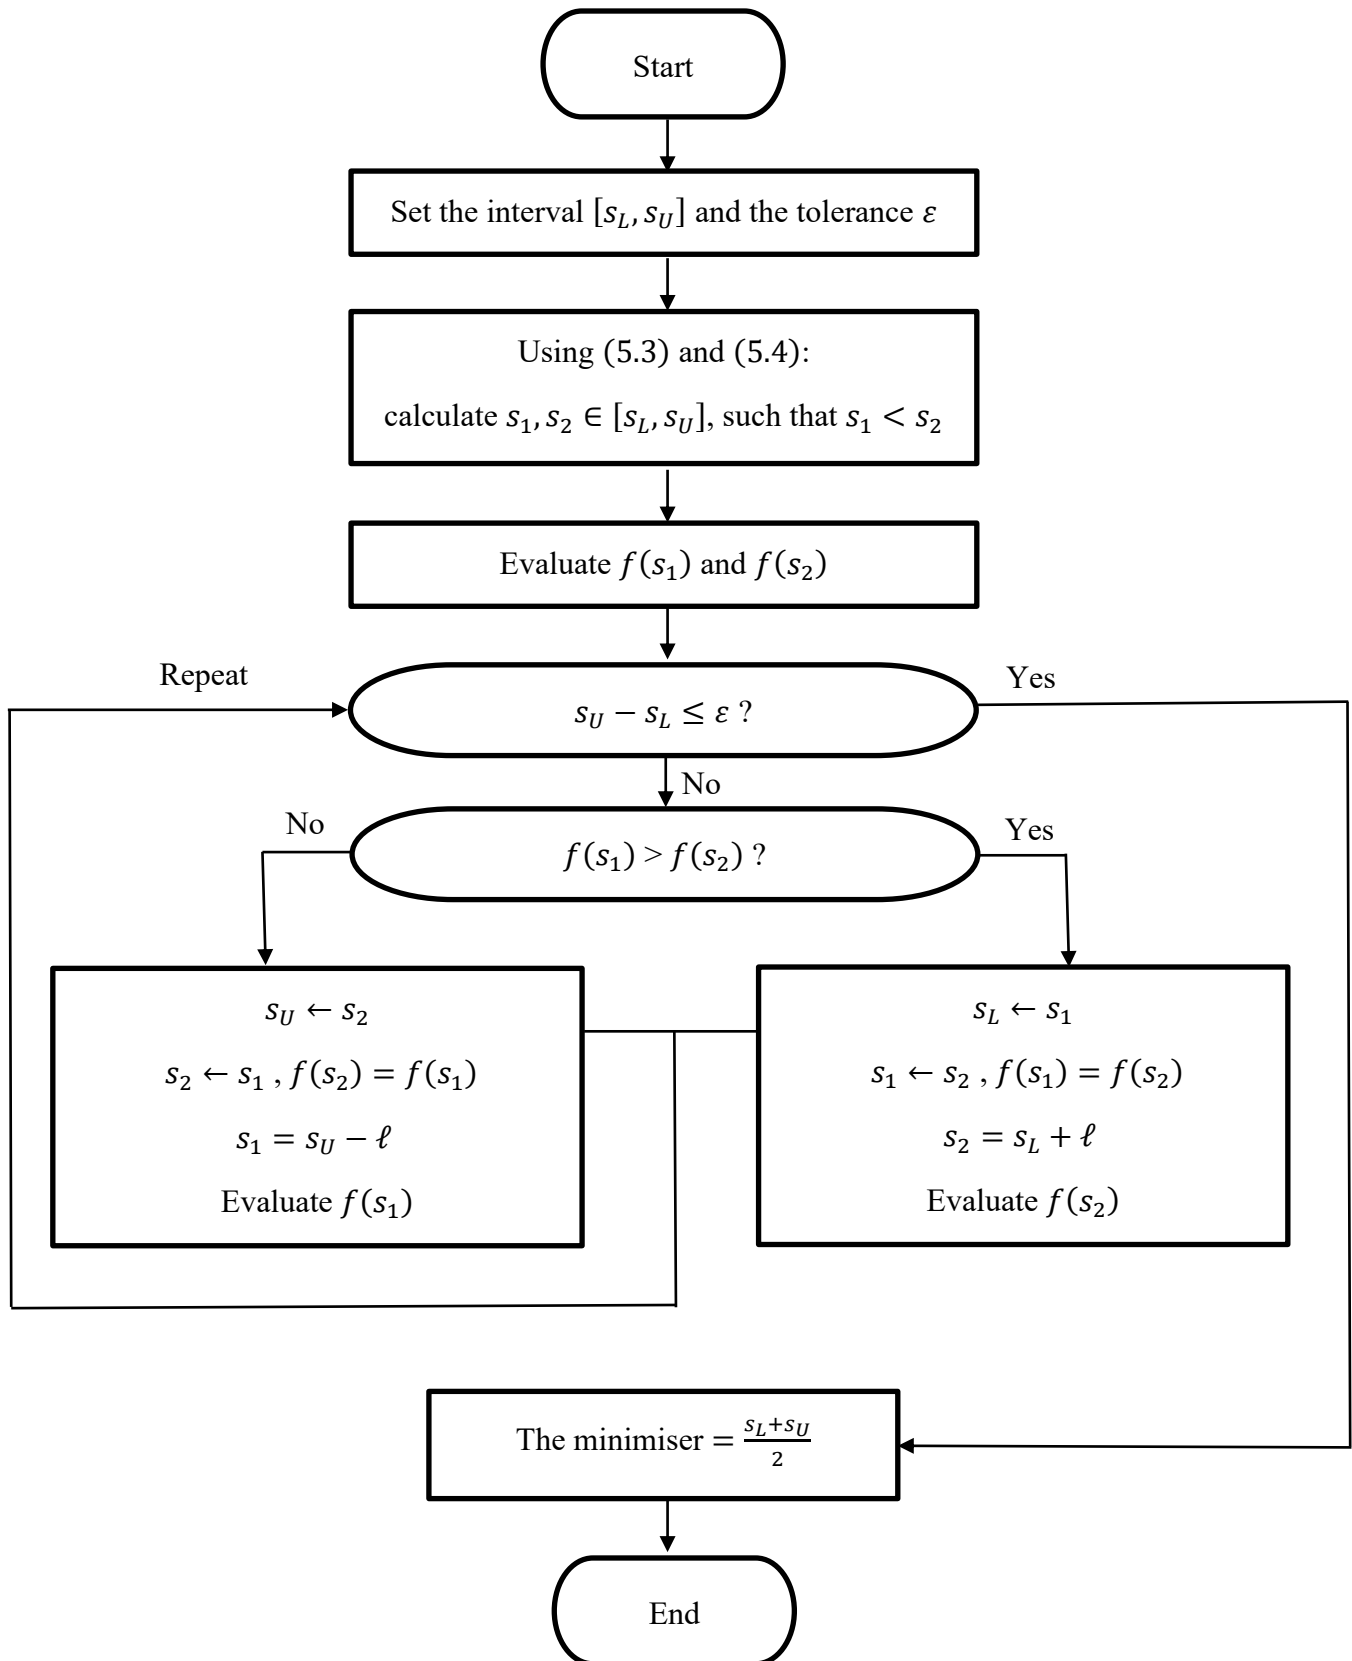 Start
Set the interval [s_L, s_U] and the tolerance ε
Using (5.3) and (5.4):
calculate s_1, s_2 ∈ [s_L, s_U], such that s_1 < s_2
Evaluate f(s_1) and f(s_2)
Repeat
Yes
s_U − s_L ≤ ε ?
No
No
Yes
f(s_1) > f(s_2) ?
s_U ← s_2
s_2 ← s_1 , f(s_2) = f(s_1)
s_1 = s_U − ℓ
Evaluate f(s_1)
s_L ← s_1
s_1 ← s_2 , f(s_1) = f(s_2)
s_2 = s_L + ℓ
Evaluate f(s_2)
The minimiser = (s_L+s_U)/2
End